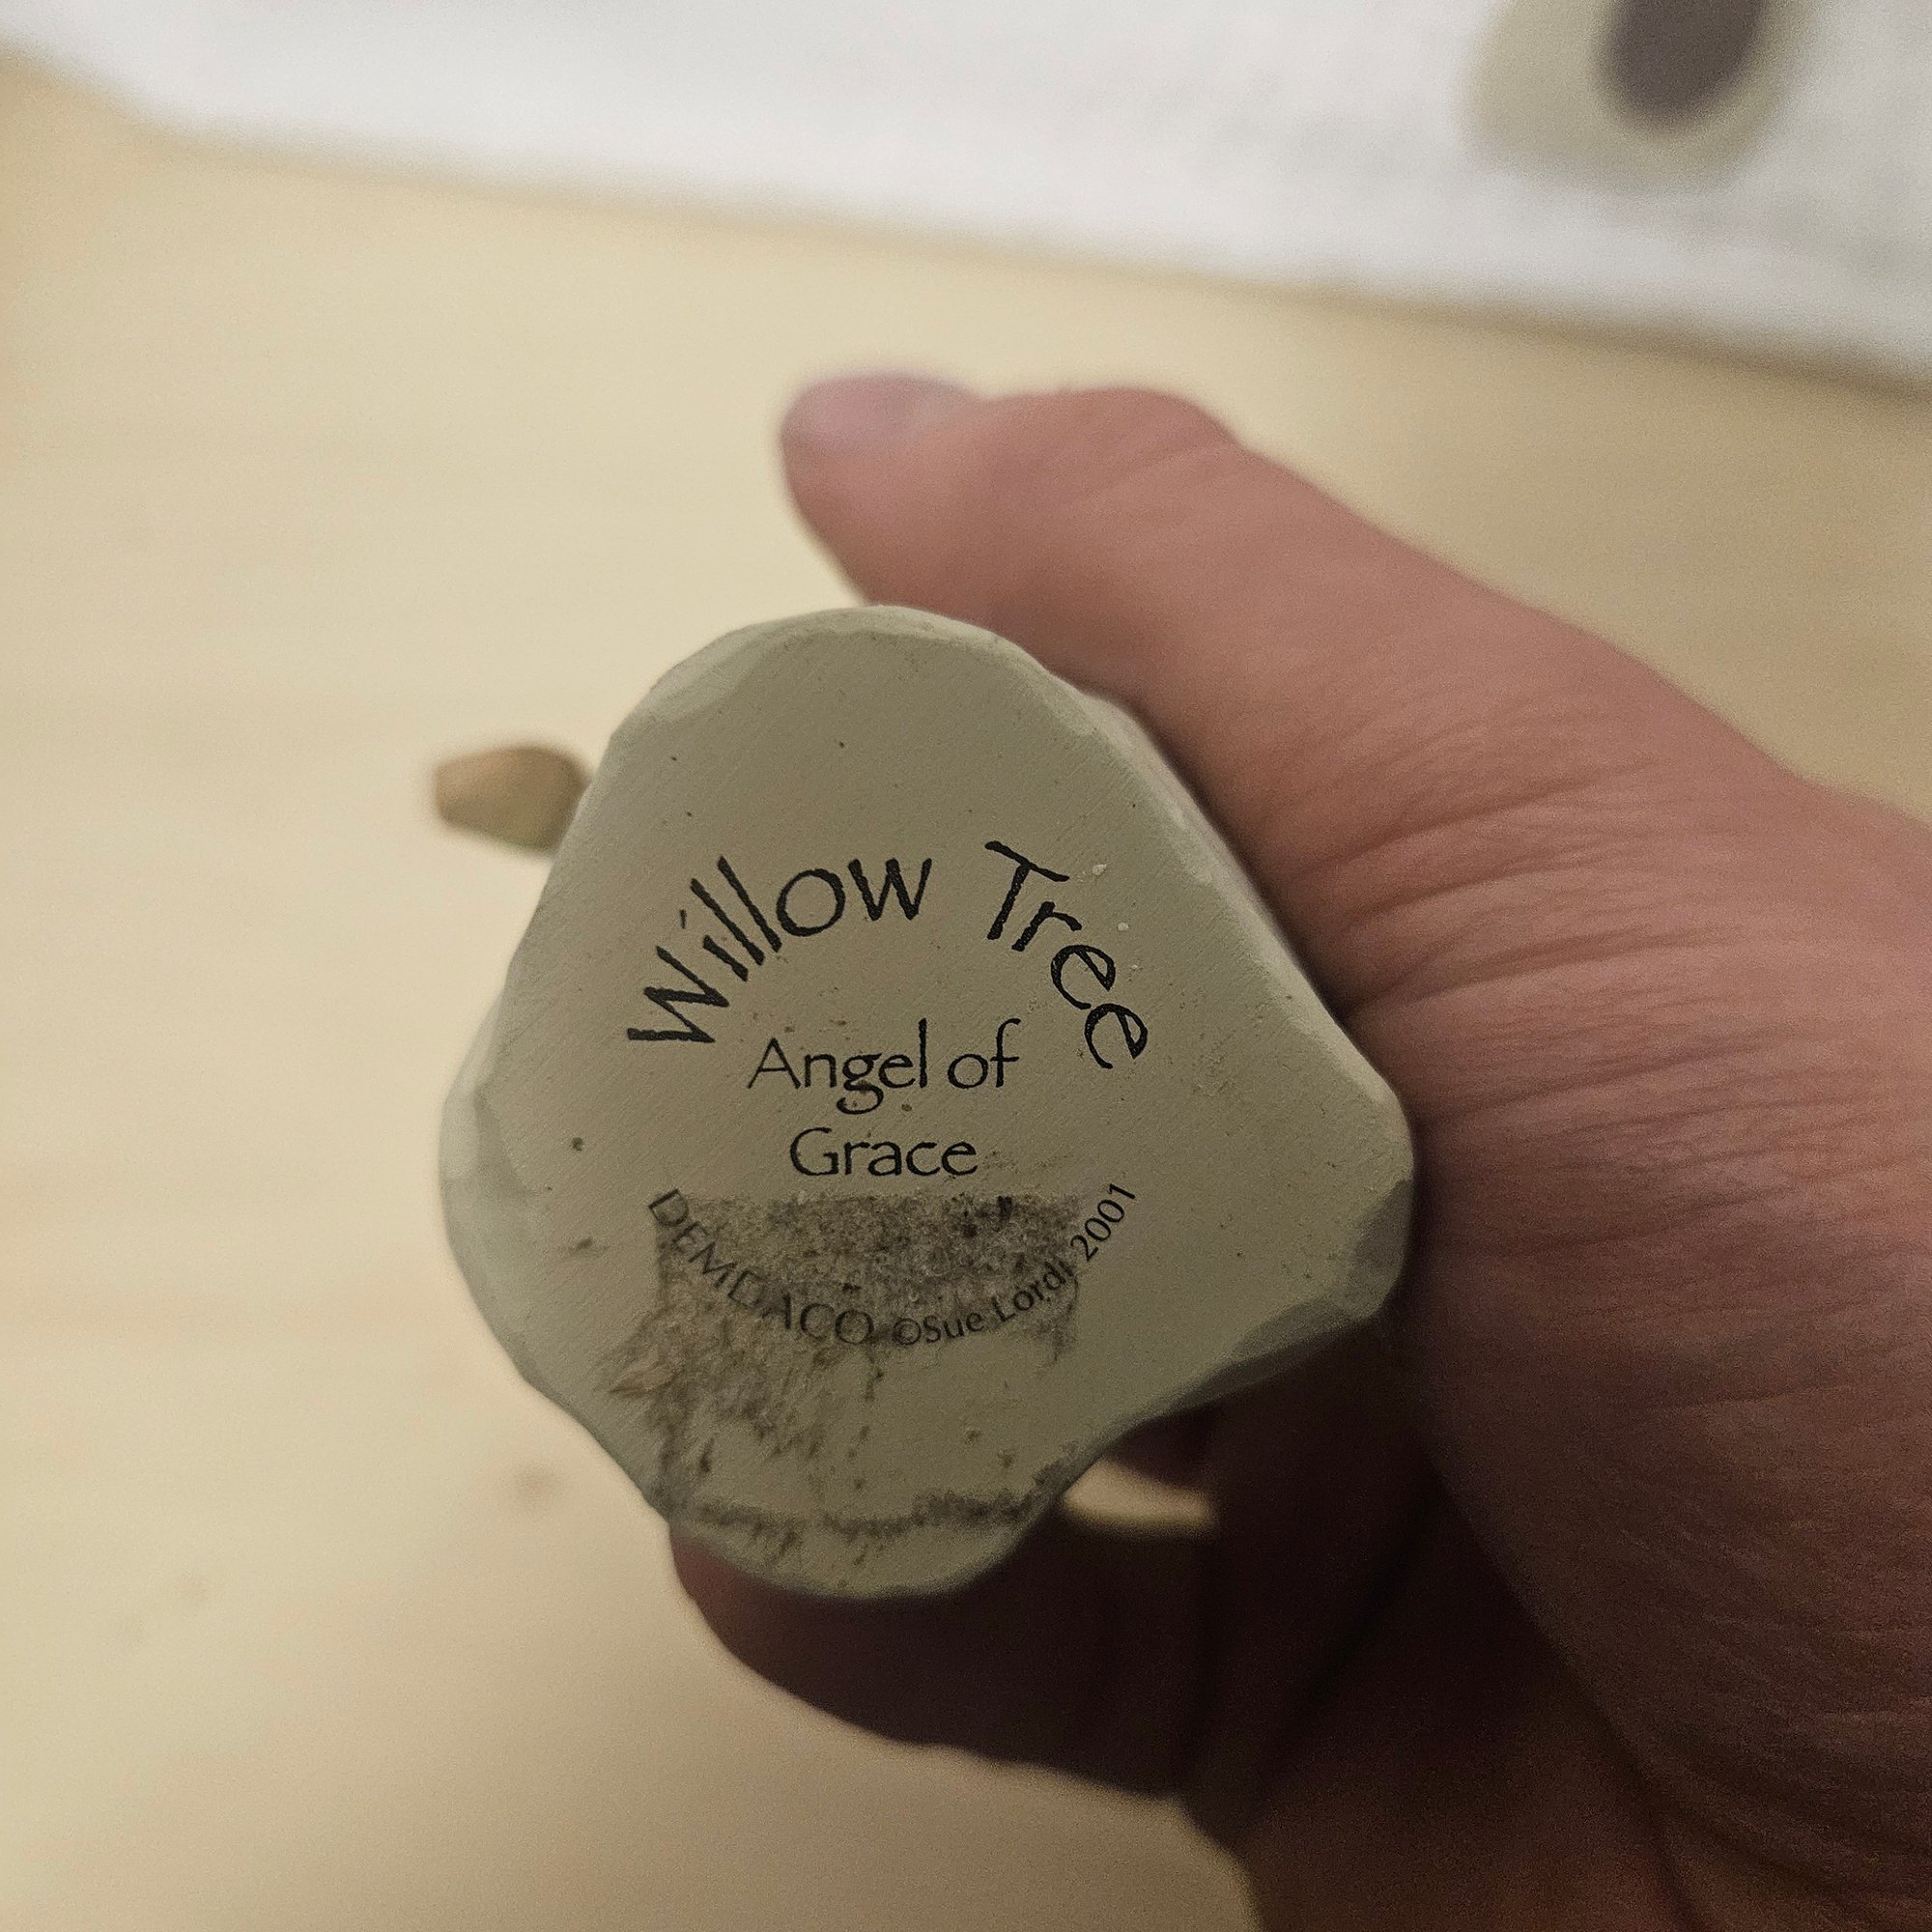 Willow Tree
Angel of
Grace
DEMDACO ©Sue Lordi 2001